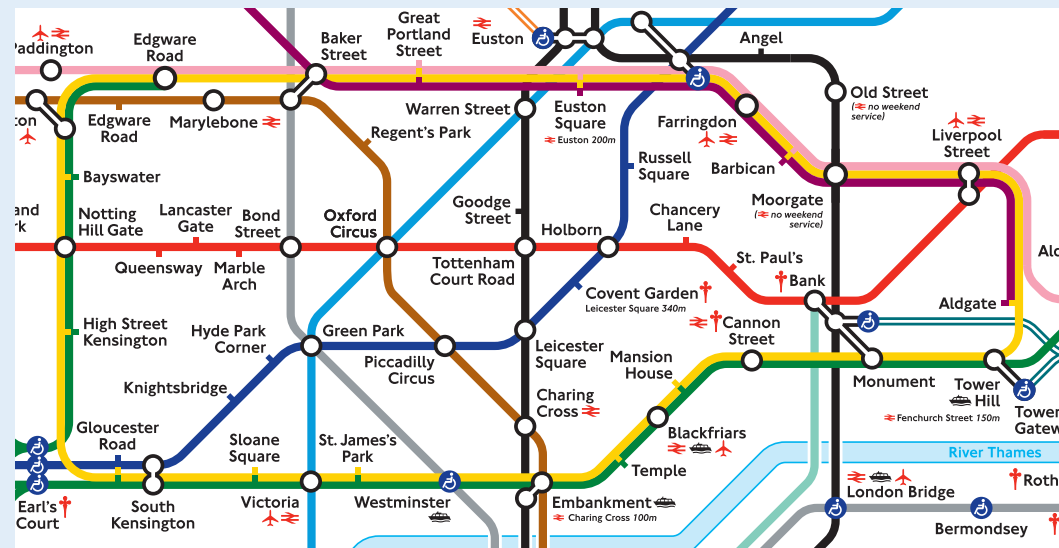 Paddington
Edgware
Road
Baker
Street
Great
Portland
Street
Euston
Angel
Old Street
( no weekend
service)
Edgware
Road
Marylebone
Regent's Park
Warren Street
Euston
Square
Euston 200m
Farringdon
Barbican
Liverpool
Street
Bayswater
Russell
Square
Moorgate
( no weekend
service)
Notting
Hill Gate
Lancaster
Gate
Bond
Street
Oxford
Circus
Goodge
Street
Holborn
Chancery
Lane
Queensway
Marble
Arch
Tottenham
Court Road
St. Paul's
Bank
Covent Garden
Leicester Square 340m
Aldgate
High Street
Kensington
Hyde Park
Corner
Green Park
Piccadilly
Circus
Leicester
Square
Cannon
Street
Mansion
House
Monument
Tower
Hill
Fenchurch Street 150m
Tower
Knightsbridge
Charing
Cross
Gloucester
Road
Sloane
Square
St. James's
Park
Blackfriars
Temple
River Thames
Earl's
Court
South
Kensington
Victoria
Westminster
Embankment
Charing Cross 100m
London Bridge
Bermondsey